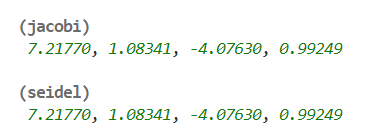 (jacobi)
7.21770, 1.08341, -4.07630, 0.99249
(seidel)
7.21770, 1.08341, -4.07630, 0.99249